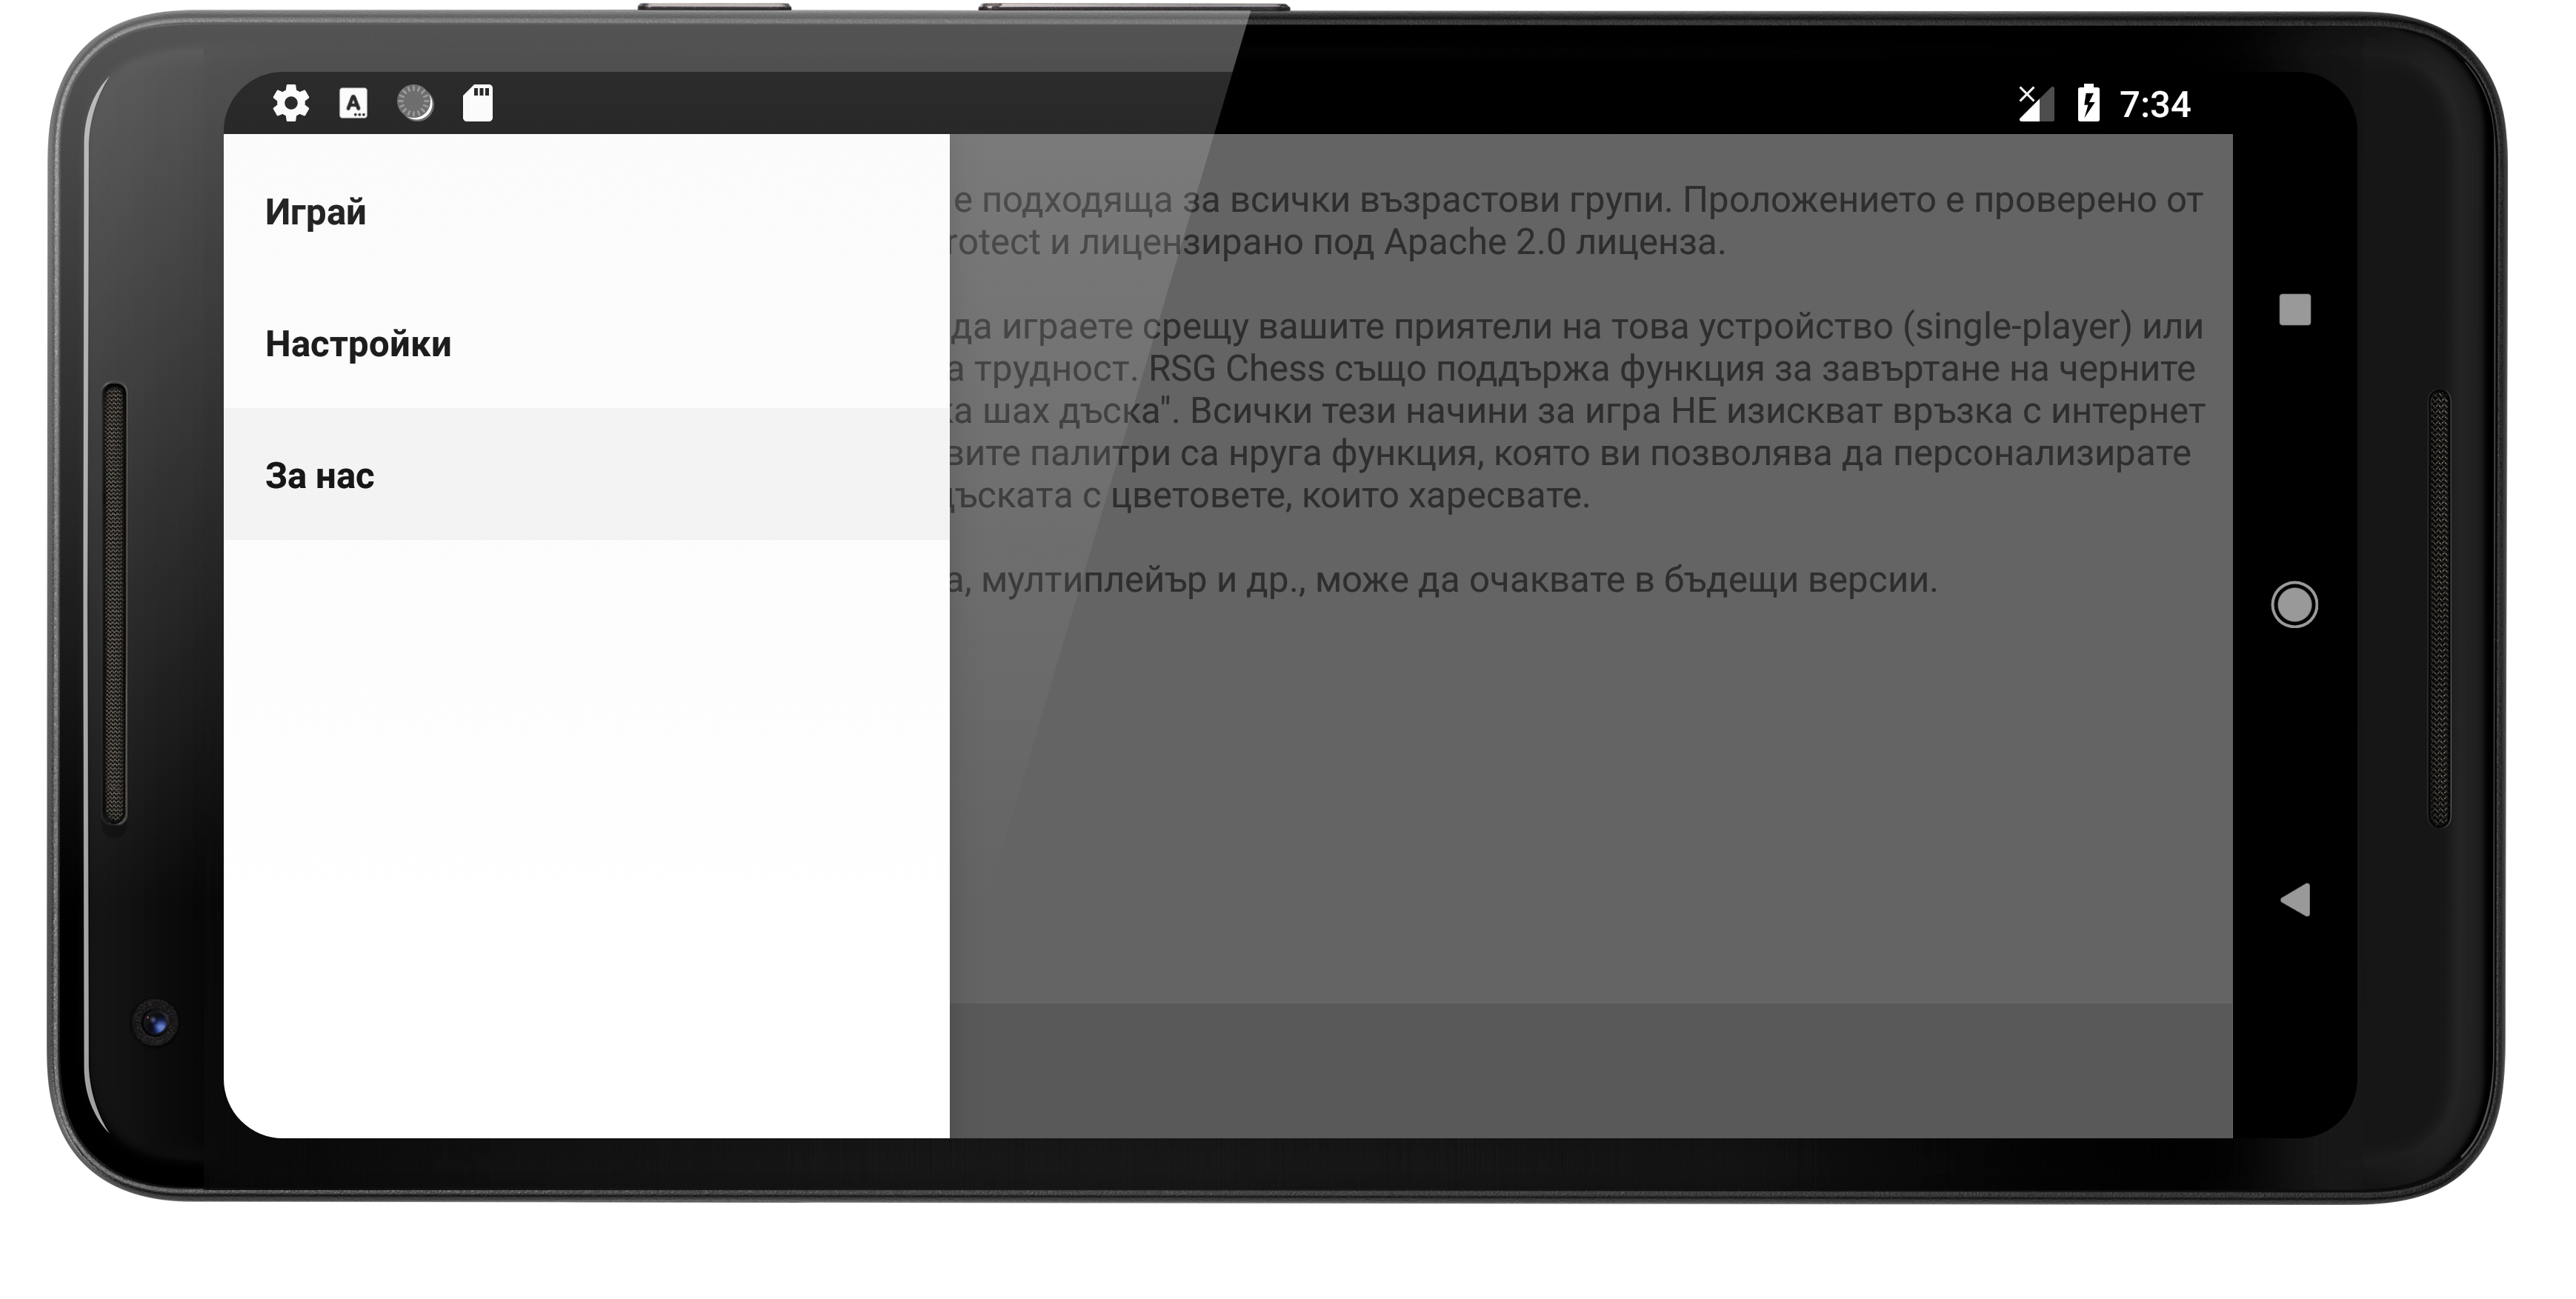 7:34
Играй
Настройки
За нас
е подходяща за всички възрастови групи. Проложението е проверено от
rotect и лицензирано под Apache 2.0 лиценза.
да играете срещу вашите приятели на това устройство (single-player) или
а трудност. RSG Chess също поддържа функция за завъртане на черните
ка шах дъска". Всички тези начини за игра НЕ изискват връзка с интернет
вите палитри са нруга функция, която ви позволява да персонализирате
дъската с цветовете, които харесвате.
а, мултиплейър и др., може да очаквате в бъдещи версии.